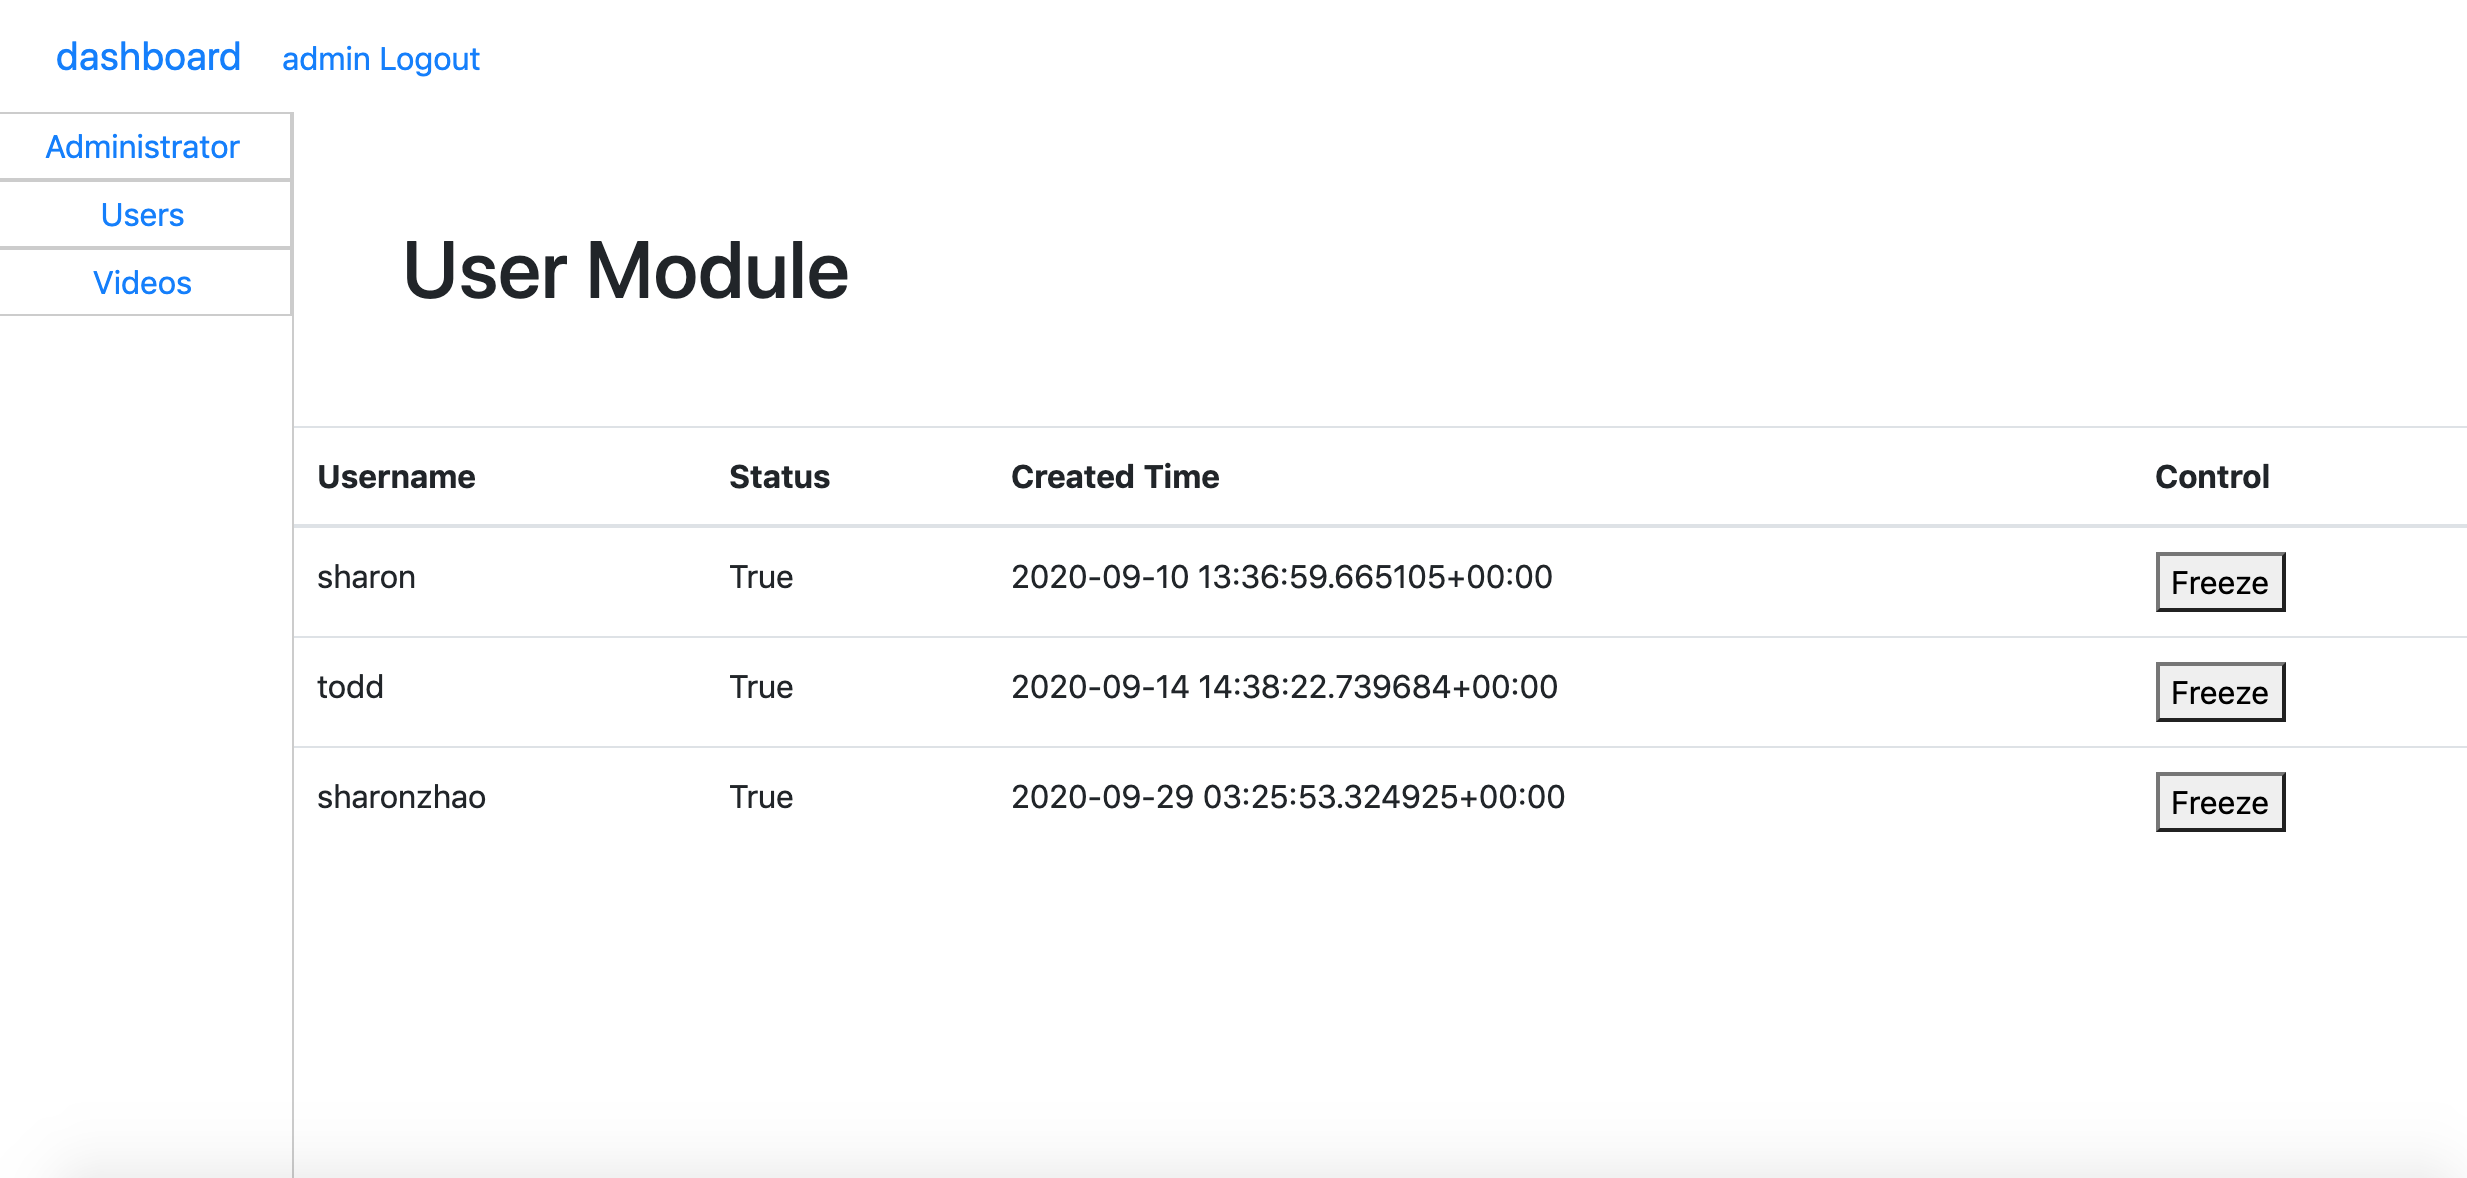 dashboard admin Logout
Administrator
Users
Videos
User Module
Username Status Created Time Control
sharon True 2020-09-10 13:36:59.665105+00:00 Freeze
todd True 2020-09-14 14:38:22.739684+00:00 Freeze
sharonzhao True 2020-09-29 03:25:53.324925+00:00 Freeze